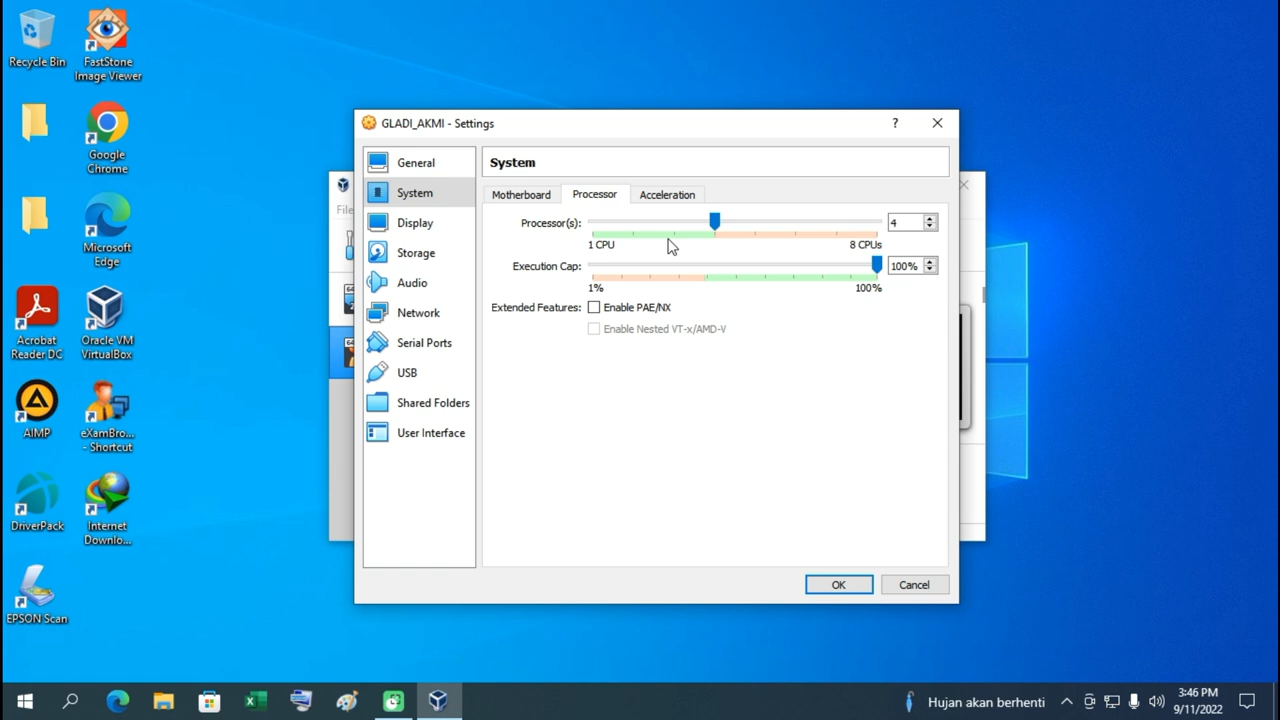 Recycle Bin
FastStone
Image Viewer
Google
Chrome
Microsoft
Edge
Acrobat
Reader DC
Oracle VM
VirtualBox
AIMP
eXamBro...
- Shortcut
DriverPack
Internet
Downlo...
EPSON Scan
File
GLADI_AKMI - Settings
?
General
System
Display
Storage
Audio
Network
Serial Ports
USB
Shared Folders
User Interface
System
Motherboard
Processor
Acceleration
Processor(s):
4
1 CPU
8 CPUs
Execution Cap:
100%
1%
100%
Extended Features:
Enable PAE/NX
Enable Nested VT-x/AMD-V
OK
Cancel
Hujan akan berhenti
3:46 PM
9/11/2022